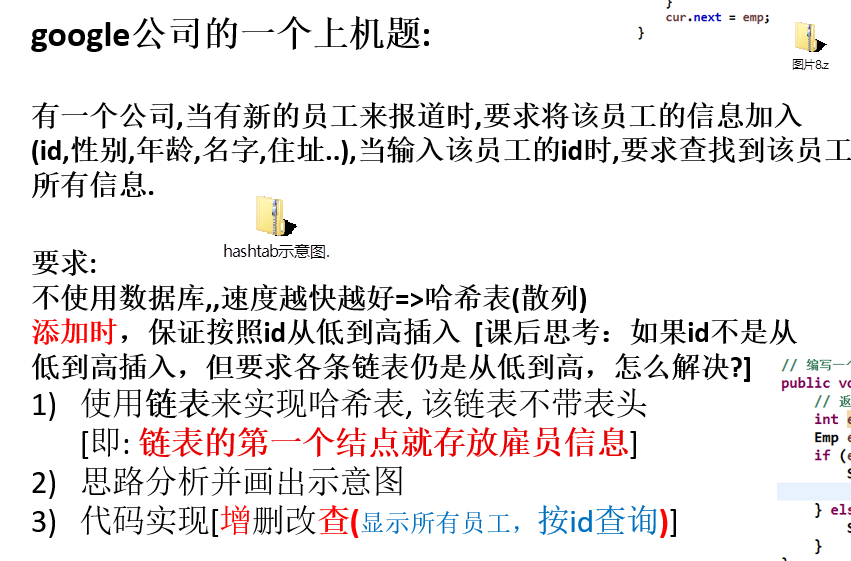 }
cur.next = emp;
}
google公司的一个上机题:
图片8.z
有一个公司,当有新的员工来报道时,要求将该员工的信息加入
(id,性别,年龄,名字,住址..),当输入该员工的id时,要求查找到该员工
所有信息.
hashtab示意图.
要求:
不使用数据库,,速度越快越好=>哈希表(散列)
添加时，保证按照id从低到高插入 [课后思考：如果id不是从
低到高插入，但要求各条链表仍是从低到高，怎么解决?]
1) 使用链表来实现哈希表, 该链表不带表头
[即: 链表的第一个结点就存放雇员信息]
2) 思路分析并画出示意图
3) 代码实现[增删改查(显示所有员工，按id查询)]
// 编写一
public vo
// 返
int
Emp
if (
S
} els
S
}